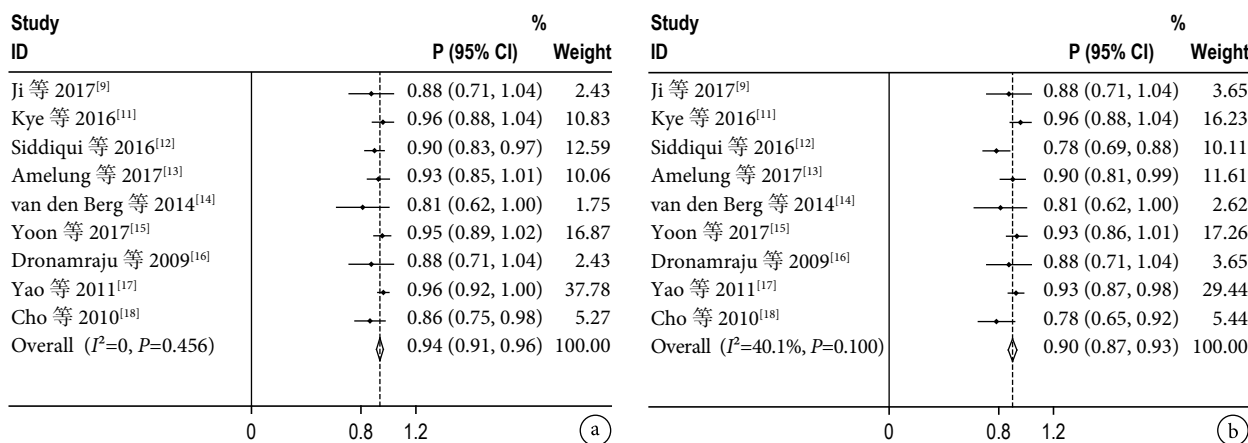 Study %
ID P (95% CI) Weight
Ji 等 2017[9] 0.88 (0.71, 1.04) 2.43
Kye 等 2016[11] 0.96 (0.88, 1.04) 10.83
Siddiqui 等 2016[12] 0.90 (0.83, 0.97) 12.59
Amelung 等 2017[13] 0.93 (0.85, 1.01) 10.06
van den Berg 等 2014[14] 0.81 (0.62, 1.00) 1.75
Yoon 等 2017[15] 0.95 (0.89, 1.02) 16.87
Dronamraju 等 2009[16] 0.88 (0.71, 1.04) 2.43
Yao 等 2011[17] 0.96 (0.92, 1.00) 37.78
Cho 等 2010[18] 0.86 (0.75, 0.98) 5.27
Overall (I²=0, P=0.456) 0.94 (0.91, 0.96) 100.00
0 0.8 1.2 a
Study %
ID P (95% CI) Weight
Ji 等 2017[9] 0.88 (0.71, 1.04) 3.65
Kye 等 2016[11] 0.96 (0.88, 1.04) 16.23
Siddiqui 等 2016[12] 0.78 (0.69, 0.88) 10.11
Amelung 等 2017[13] 0.90 (0.81, 0.99) 11.61
van den Berg 等 2014[14] 0.81 (0.62, 1.00) 2.62
Yoon 等 2017[15] 0.93 (0.86, 1.01) 17.26
Dronamraju 等 2009[16] 0.88 (0.71, 1.04) 3.65
Yao 等 2011[17] 0.93 (0.87, 0.98) 29.44
Cho 等 2010[18] 0.78 (0.65, 0.92) 5.44
Overall (I²=40.1%, P=0.100) 0.90 (0.87, 0.93) 100.00
0 0.8 1.2 b